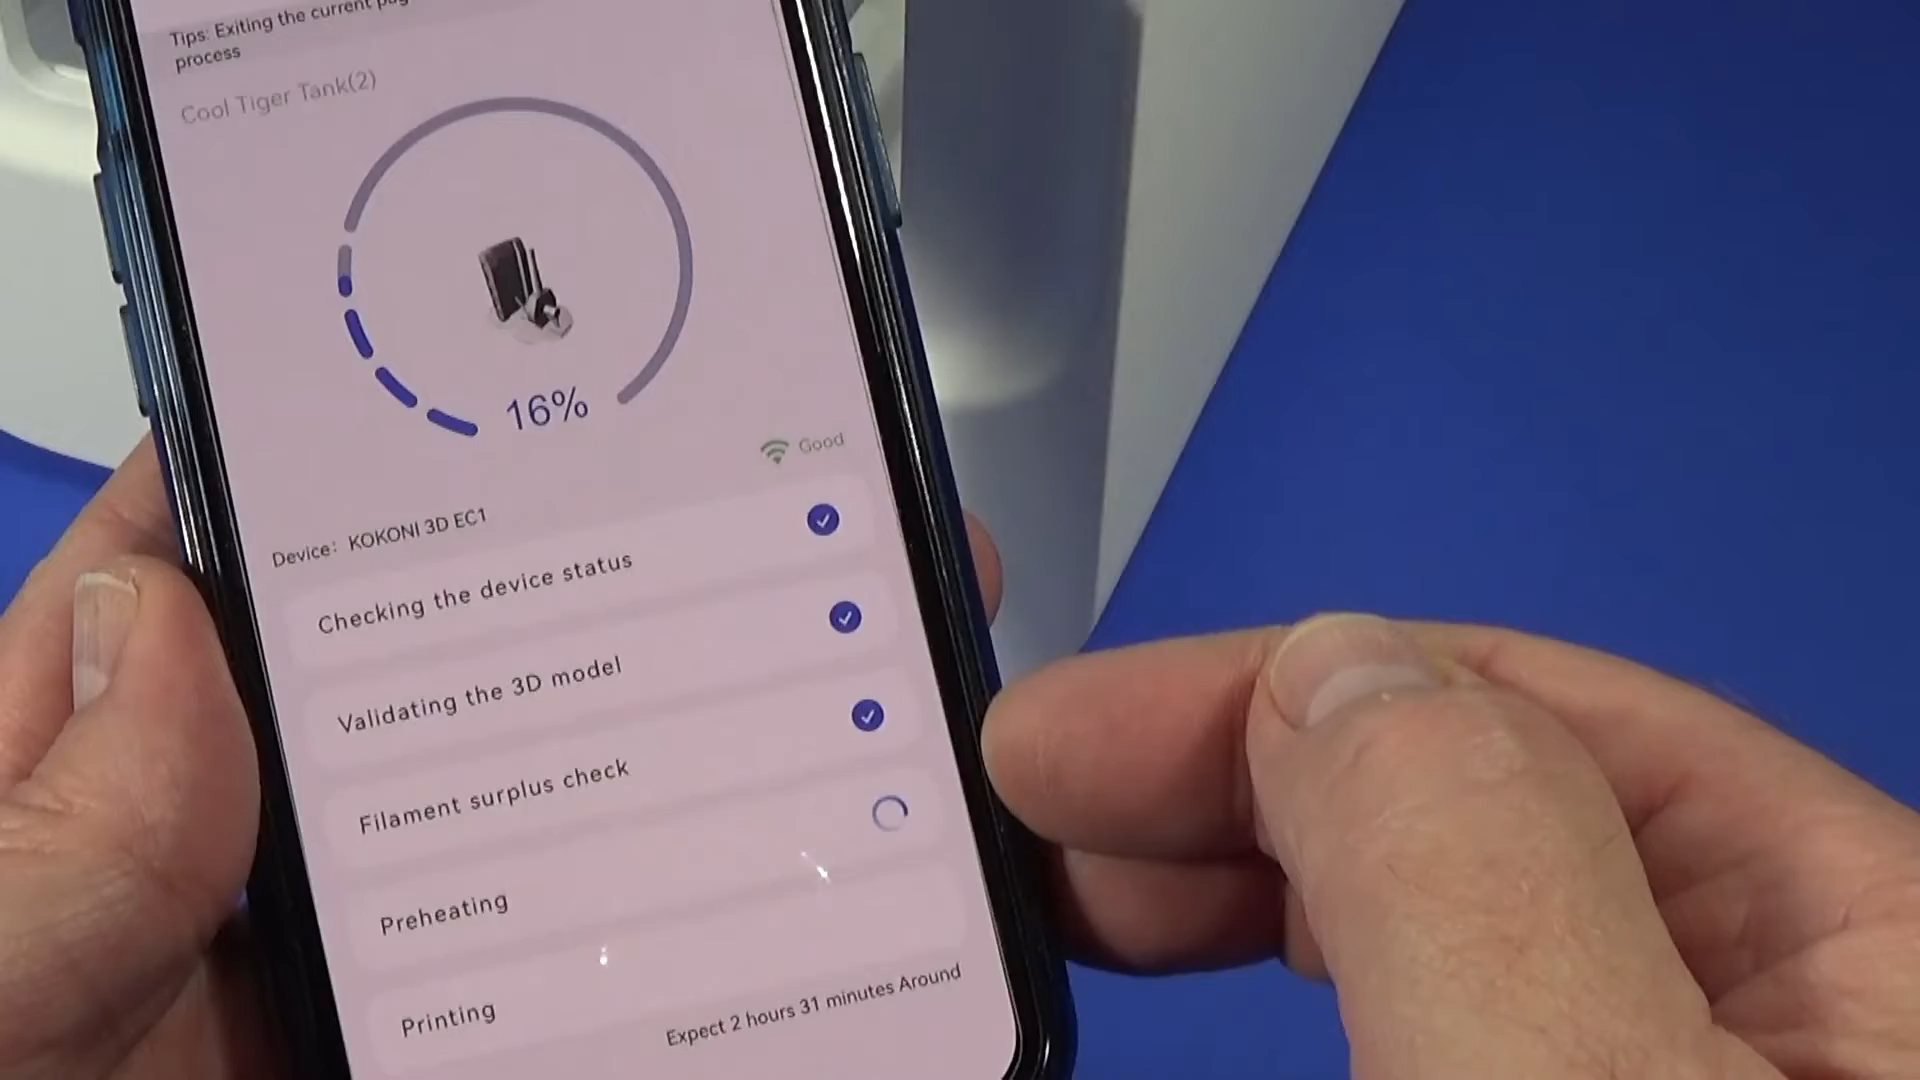 Tips: Exiting the current
process
Cool Tiger Tank(2)
16%
Good
Device: KOKONI 3D EC1
Checking the device status
Validating the 3D model
Filament surplus check
Preheating
Printing
Expect 2 hours 31 minutes Around